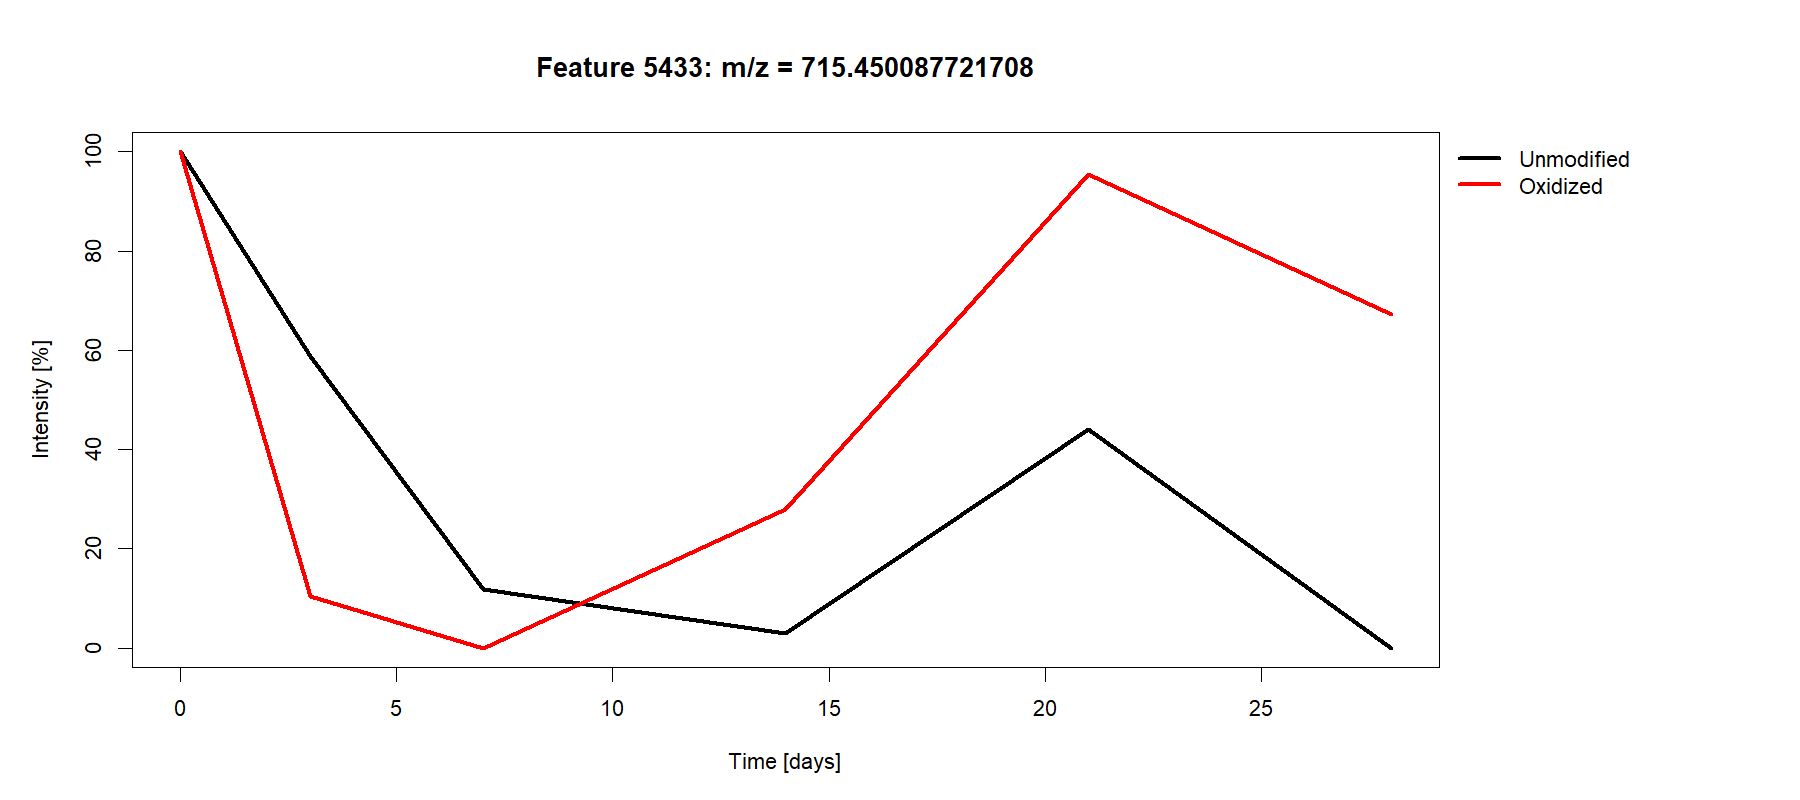 Feature 5433: m/z = 715.450087721708
Unmodified
Oxidized
Intensity [%]
100
80
60
40
20
0
0 5 10 15 20 25
Time [days]